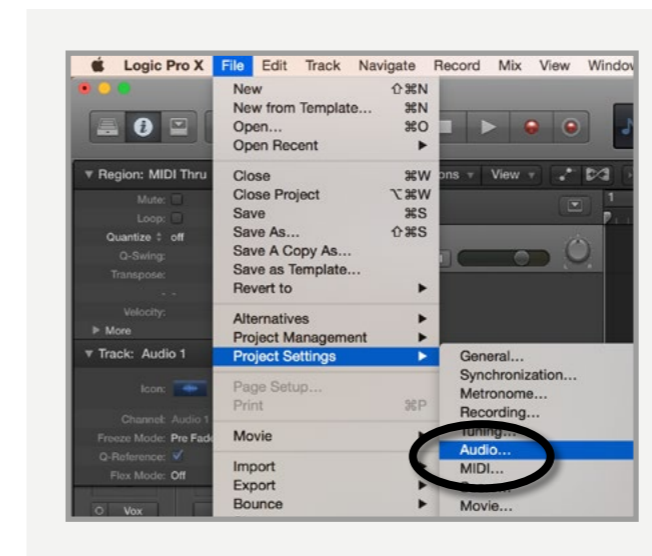 Logic Pro X File Edit Track Navigate Record Mix View Window
New ⇧⌘N
New from Template... ⌘N
Open... ⌘O
Open Recent ▶
ons View
Region: MIDI Thru
Close ⌘W
Mute:
Close Project ⌥⌘W
1
Loop:
Save ⌘S
Quantize off
Save As... ⇧⌘S
Q-Swing:
Save A Copy As...
Transpose:
Save as Template...
- -
Revert to ▶
Velocity:
Alternatives ▶
More
Project Management ▶
Track: Audio 1
Project Settings ▶
General...
Synchronization...
Icon:
Page Setup...
Metronome...
Print ⌘P
Recording...
Channel: Audio 1
Tuning...
Freeze Mode: Pre Fade
Movie
Audio...
Q-Reference: ✓
Import
MIDI...
Flex Mode: Off
Export ▶
Vox
Bounce ▶
Movie...